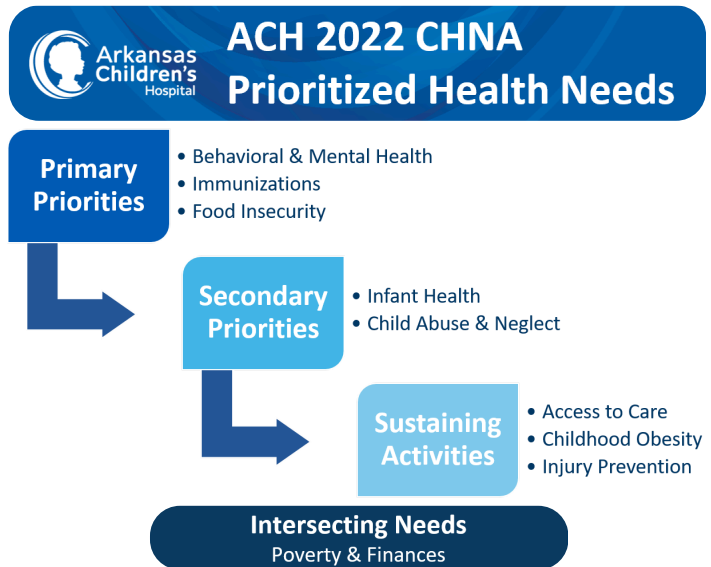 Arkansas
Children's
Hospital
ACH 2022 CHNA
Prioritized Health Needs
Primary
Priorities
• Behavioral & Mental Health
• Immunizations
• Food Insecurity
Secondary
Priorities
• Infant Health
• Child Abuse & Neglect
Sustaining
Activities
• Access to Care
• Childhood Obesity
• Injury Prevention
Intersecting Needs
Poverty & Finances